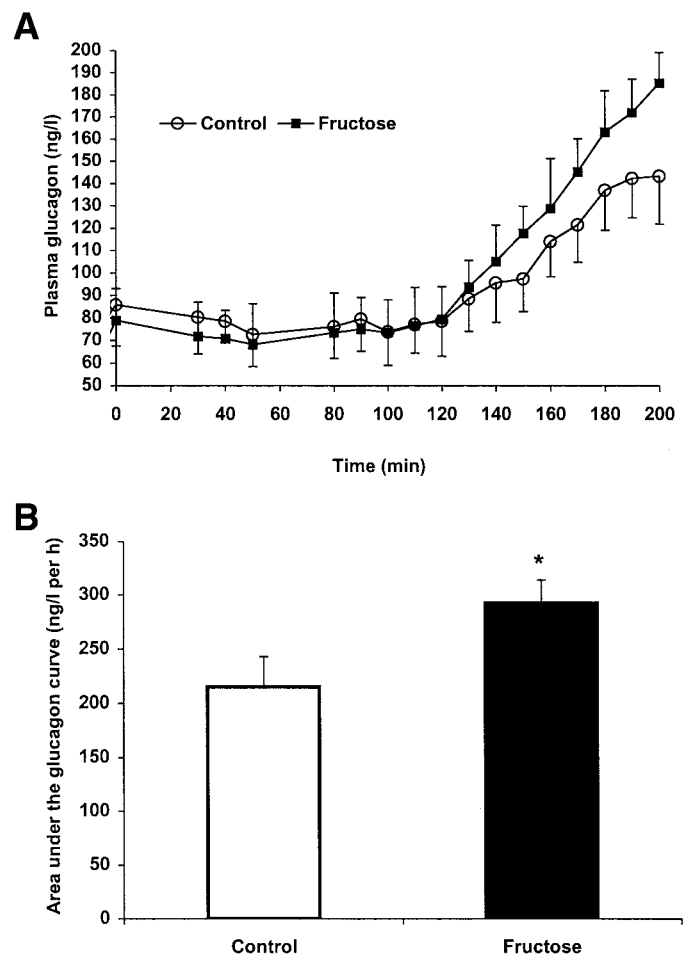 A
Plasma glucagon (ng/l)
200
190
180
170
160
150
140
130
120
110
100
90
80
70
60
50
Control
Fructose
0 20 40 60 80 100 120 140 160 180 200
Time (min)
B
Area under the glucagon curve (ng/l per h)
350
300
250
200
150
100
50
0
*
Control
Fructose